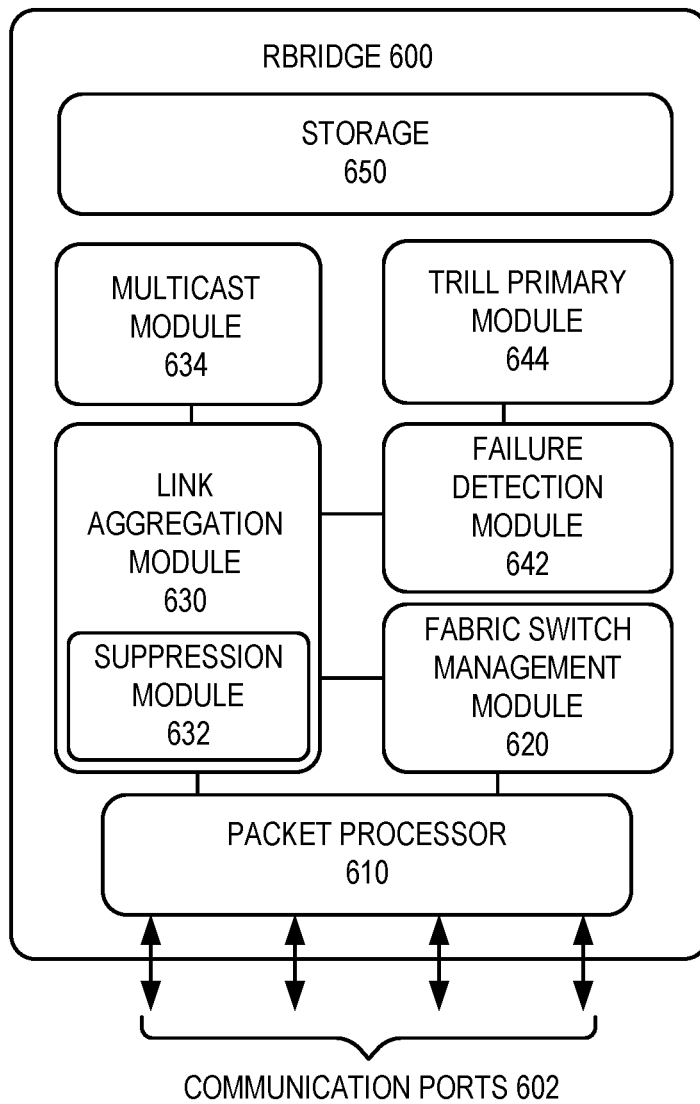 RBRIDGE 600
STORAGE
650
MULTICAST
MODULE
634
TRILL PRIMARY
MODULE
644
LINK
AGGREGATION
MODULE
630
FAILURE
DETECTION
MODULE
642
SUPPRESSION
MODULE
632
FABRIC SWITCH
MANAGEMENT
MODULE
620
PACKET PROCESSOR
610
COMMUNICATION PORTS 602